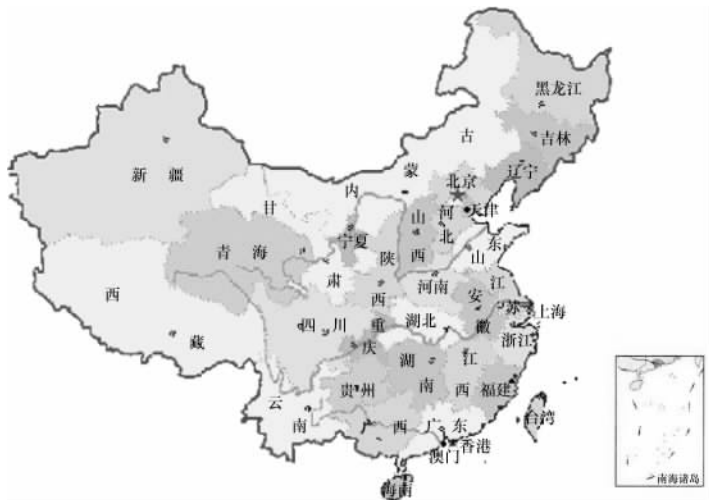 黑龙江
吉林
辽宁
内蒙古
北京
天津
新疆
甘肃
宁夏
山西
河北
山东
青海
陕西
河南
江苏
安徽
上海
西藏
四川
重庆
湖北
浙江
湖南
江西
福建
贵州
云南
广西
广东
台湾
香港
澳门
海南
南海诸岛